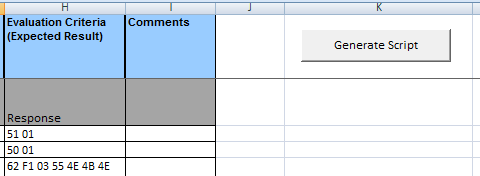 H I J K
Evaluation Criteria Comments
(Expected Result)
Generate Script
Response
51 01
50 01
62 F1 03 55 4E 4B 4E